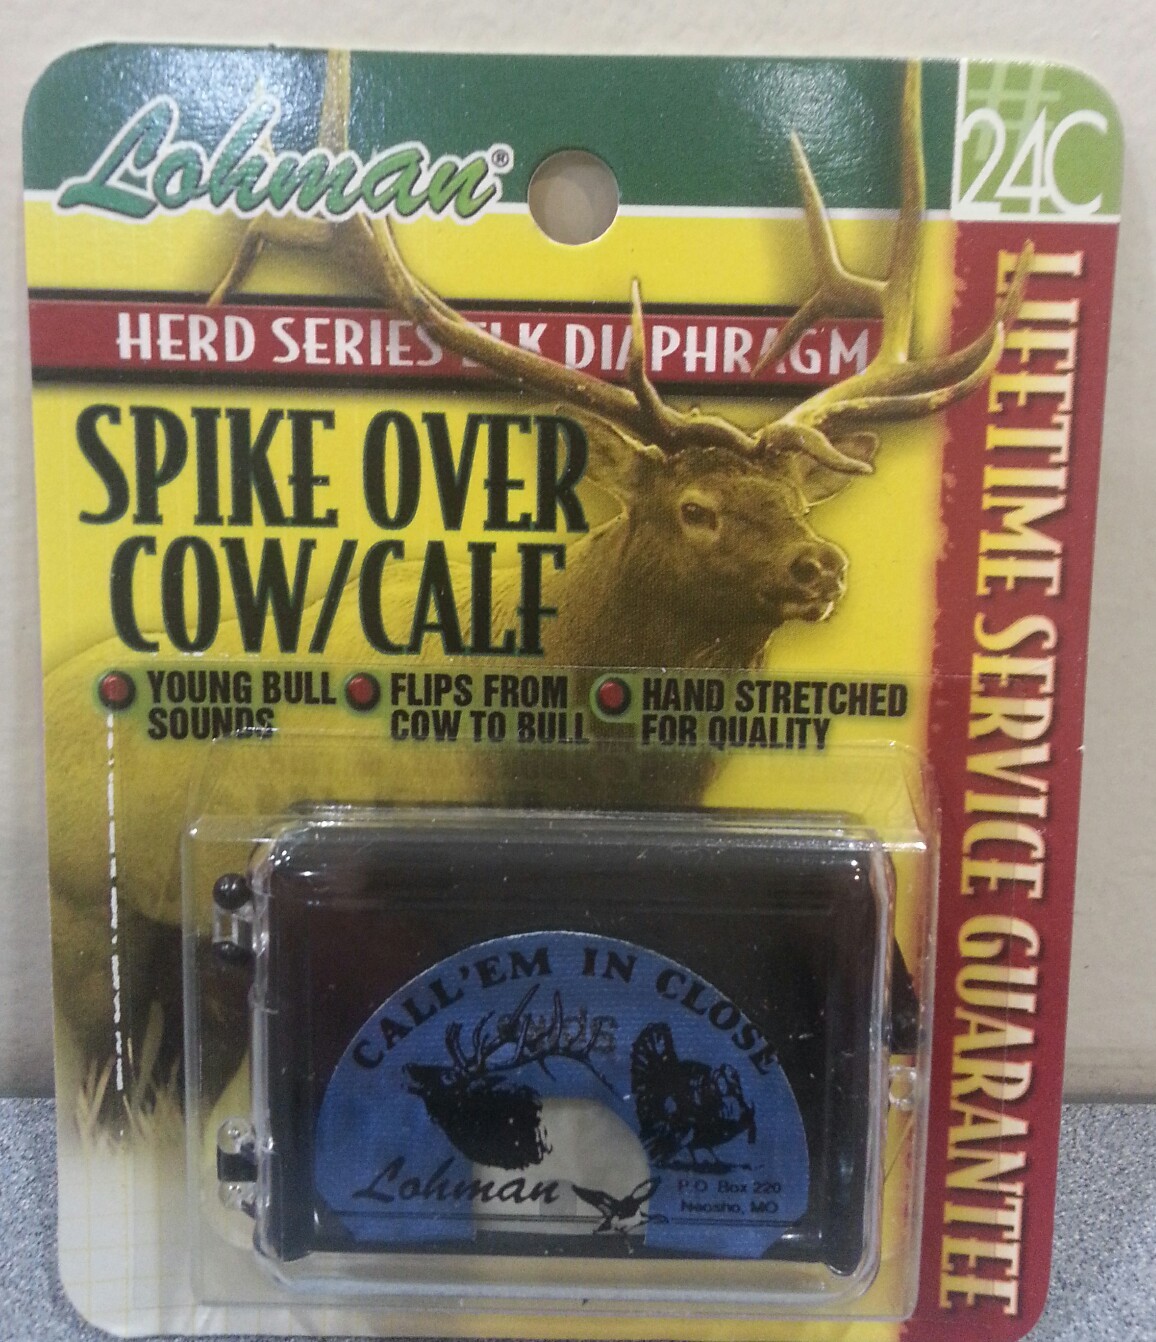 Lohman®
24C
HERD SERIES ELK DIAPHRAGM
LIFETIME SERVICE GUARANTEE
SPIKE OVER
COW/CALF
YOUNG BULL
SOUNDS
FLIPS FROM
COW TO BULL
HAND STRETCHED
FOR QUALITY
CALL'EM IN CLOSE
Lohman
P.O. Box 220
Neosho, MO